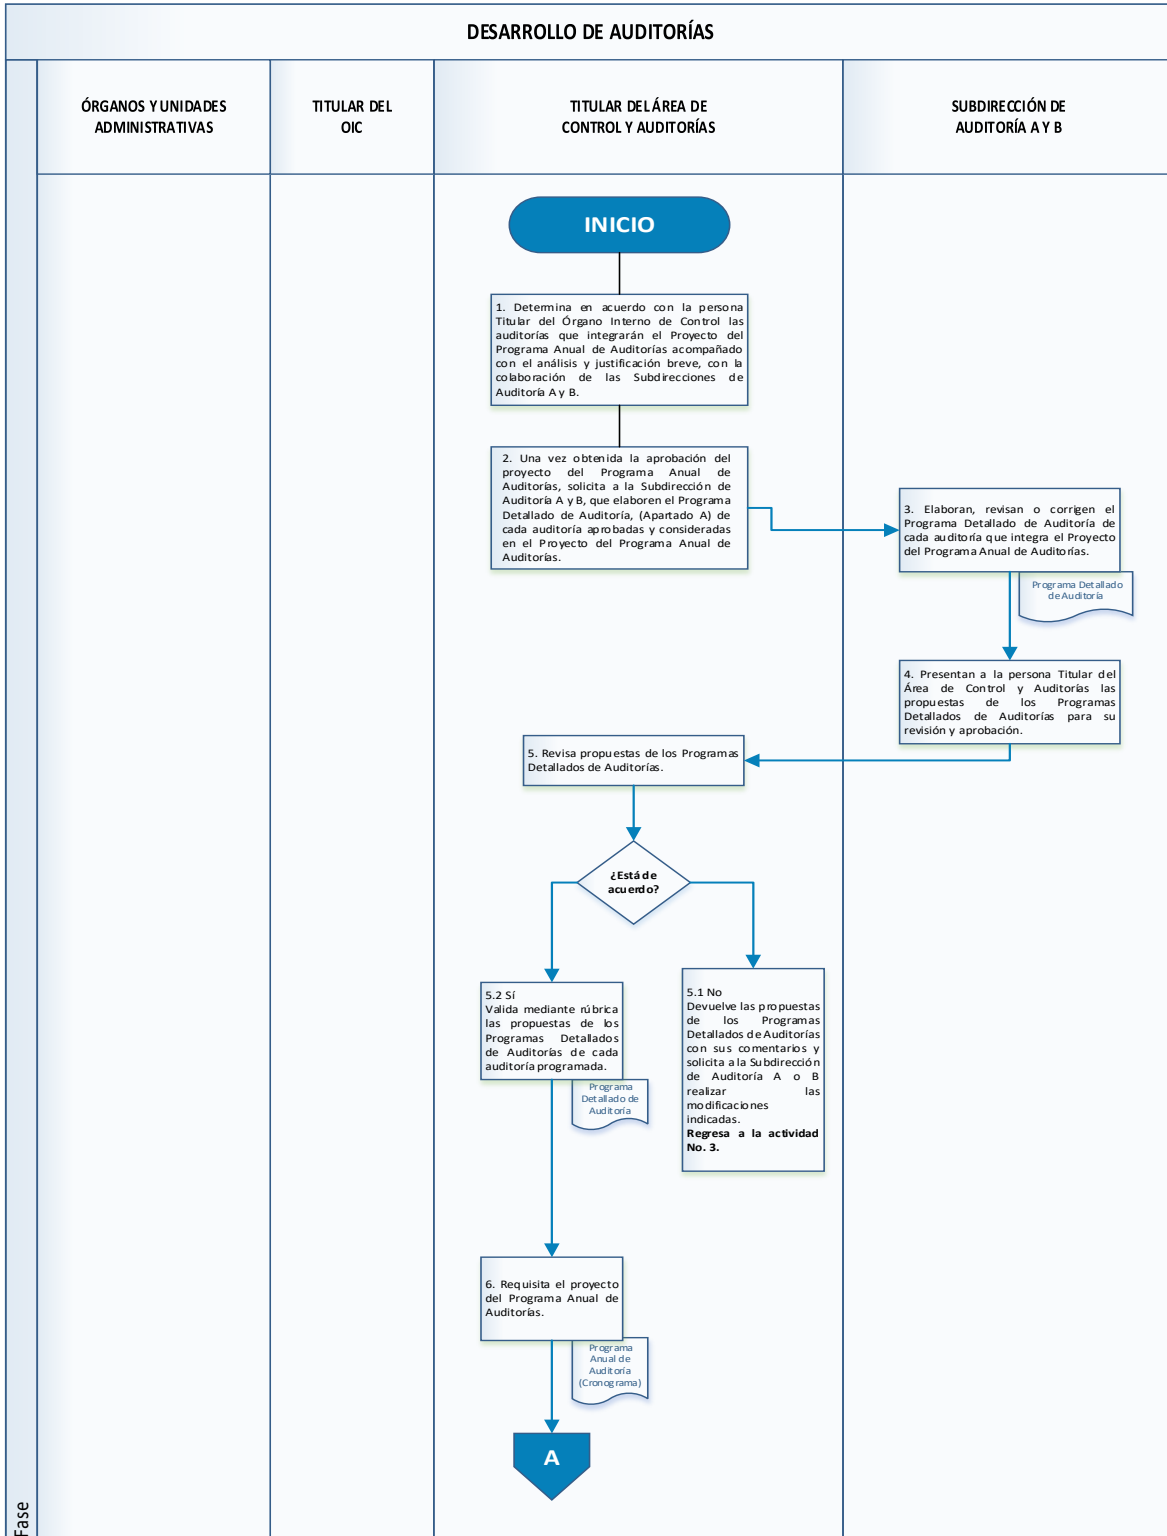 DESARROLLO DE AUDITORÍAS
ÓRGANOS Y UNIDADES
ADMINISTRATIVAS
TITULAR DEL
OIC
TITULAR DEL ÁREA DE
CONTROL Y AUDITORÍAS
SUBDIRECCIÓN DE
AUDITORÍA A Y B
INICIO
1. Determina en acuerdo con la persona
Titular del Órgano Interno de Control las
auditorías que integrarán el Proyecto del
Programa Anual de Auditorías acompañado
con el análisis y justificación breve, con la
colaboración de las Subdirecciones de
Auditoría A y B.
2. Una vez obtenida la aprobación del
proyecto del Programa Anual de
Auditorías, solicita a la Subdirección de
Auditoría A y B, que elaboren el Programa
Detallado de Auditoría, (Apartado A) de
cada auditoría aprobadas y consideradas
en el Proyecto del Programa Anual de
Auditorías.
3. Elaboran, revisan o corrigen el
Programa Detallado de Auditoría de
cada auditoría que integra el Proyecto
del Programa Anual de Auditorías.
Programa Detallado
de Auditoría
4. Presentan a la persona Titular del
Área de Control y Auditorías las
propuestas de los Programas
Detallados de Auditorías para su
revisión y aprobación.
5. Revisa propuestas de los Programas
Detallados de Auditorías.
¿Está de
acuerdo?
5.2 Sí
Valida mediante rúbrica
las propuestas de los
Programas Detallados
de Auditorías de cada
auditoría programada.
Programa
Detallado de
Auditoría
5.1 No
Devuelve las propuestas
de los Programas
Detallados de Auditorías
con sus comentarios y
solicita a la Subdirección
de Auditoría A o B
realizar las
modificaciones
indicadas.
Regresa a la actividad
No. 3.
6. Requisita el proyecto
del Programa Anual de
Auditorías.
Programa
Anual de
Auditoría
(Cronograma)
A
Fase